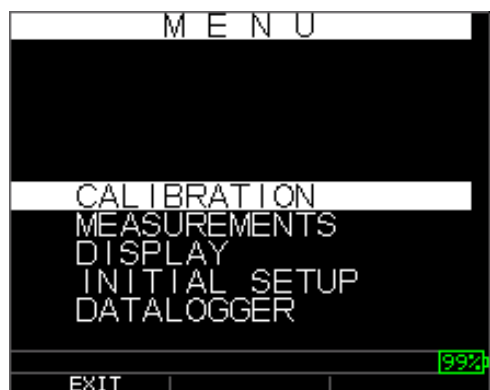 MENU
CALIBRATION
MEASUREMENTS
DISPLAY
INITIAL SETUP
DATALOGGER
99%
EXIT